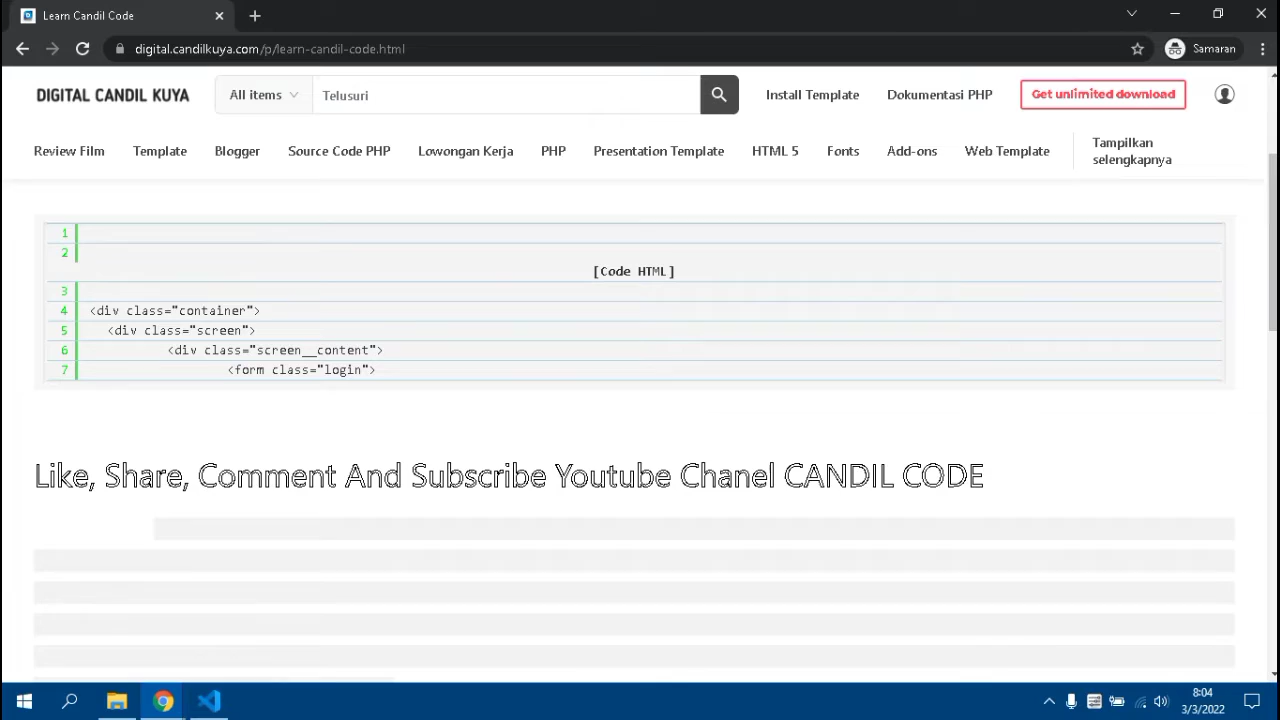 Learn Candil Code
digital.candilkuya.com/p/learn-candil-code.html
Samaran
DIGITAL CANDIL KUYA
All items
Telusuri
Install Template
Dokumentasi PHP
Get unlimited download
Review Film
Template
Blogger
Source Code PHP
Lowongan Kerja
PHP
Presentation Template
HTML 5
Fonts
Add-ons
Web Template
Tampilkan
selengkapnya
1
2
[Code HTML]
3
4 <div class="container">
5 <div class="screen">
6 <div class="screen__content">
7 <form class="login">
Like, Share, Comment And Subscribe Youtube Chanel CANDIL CODE
8:04
3/3/2022